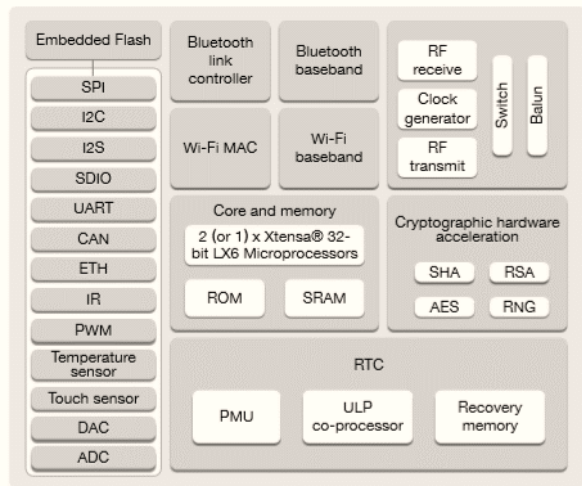 Embedded Flash
SPI
I2C
I2S
SDIO
UART
CAN
ETH
IR
PWM
Temperature
sensor
Touch sensor
DAC
ADC
Bluetooth
link
controller
Bluetooth
baseband
Wi-Fi MAC
Wi-Fi
baseband
RF
receive
Clock
generator
RF
transmit
Switch
Balun
Core and memory
2 (or 1) x Xtensa® 32-
bit LX6 Microprocessors
ROM
SRAM
Cryptographic hardware
acceleration
SHA
RSA
AES
RNG
RTC
PMU
ULP
co-processor
Recovery
memory